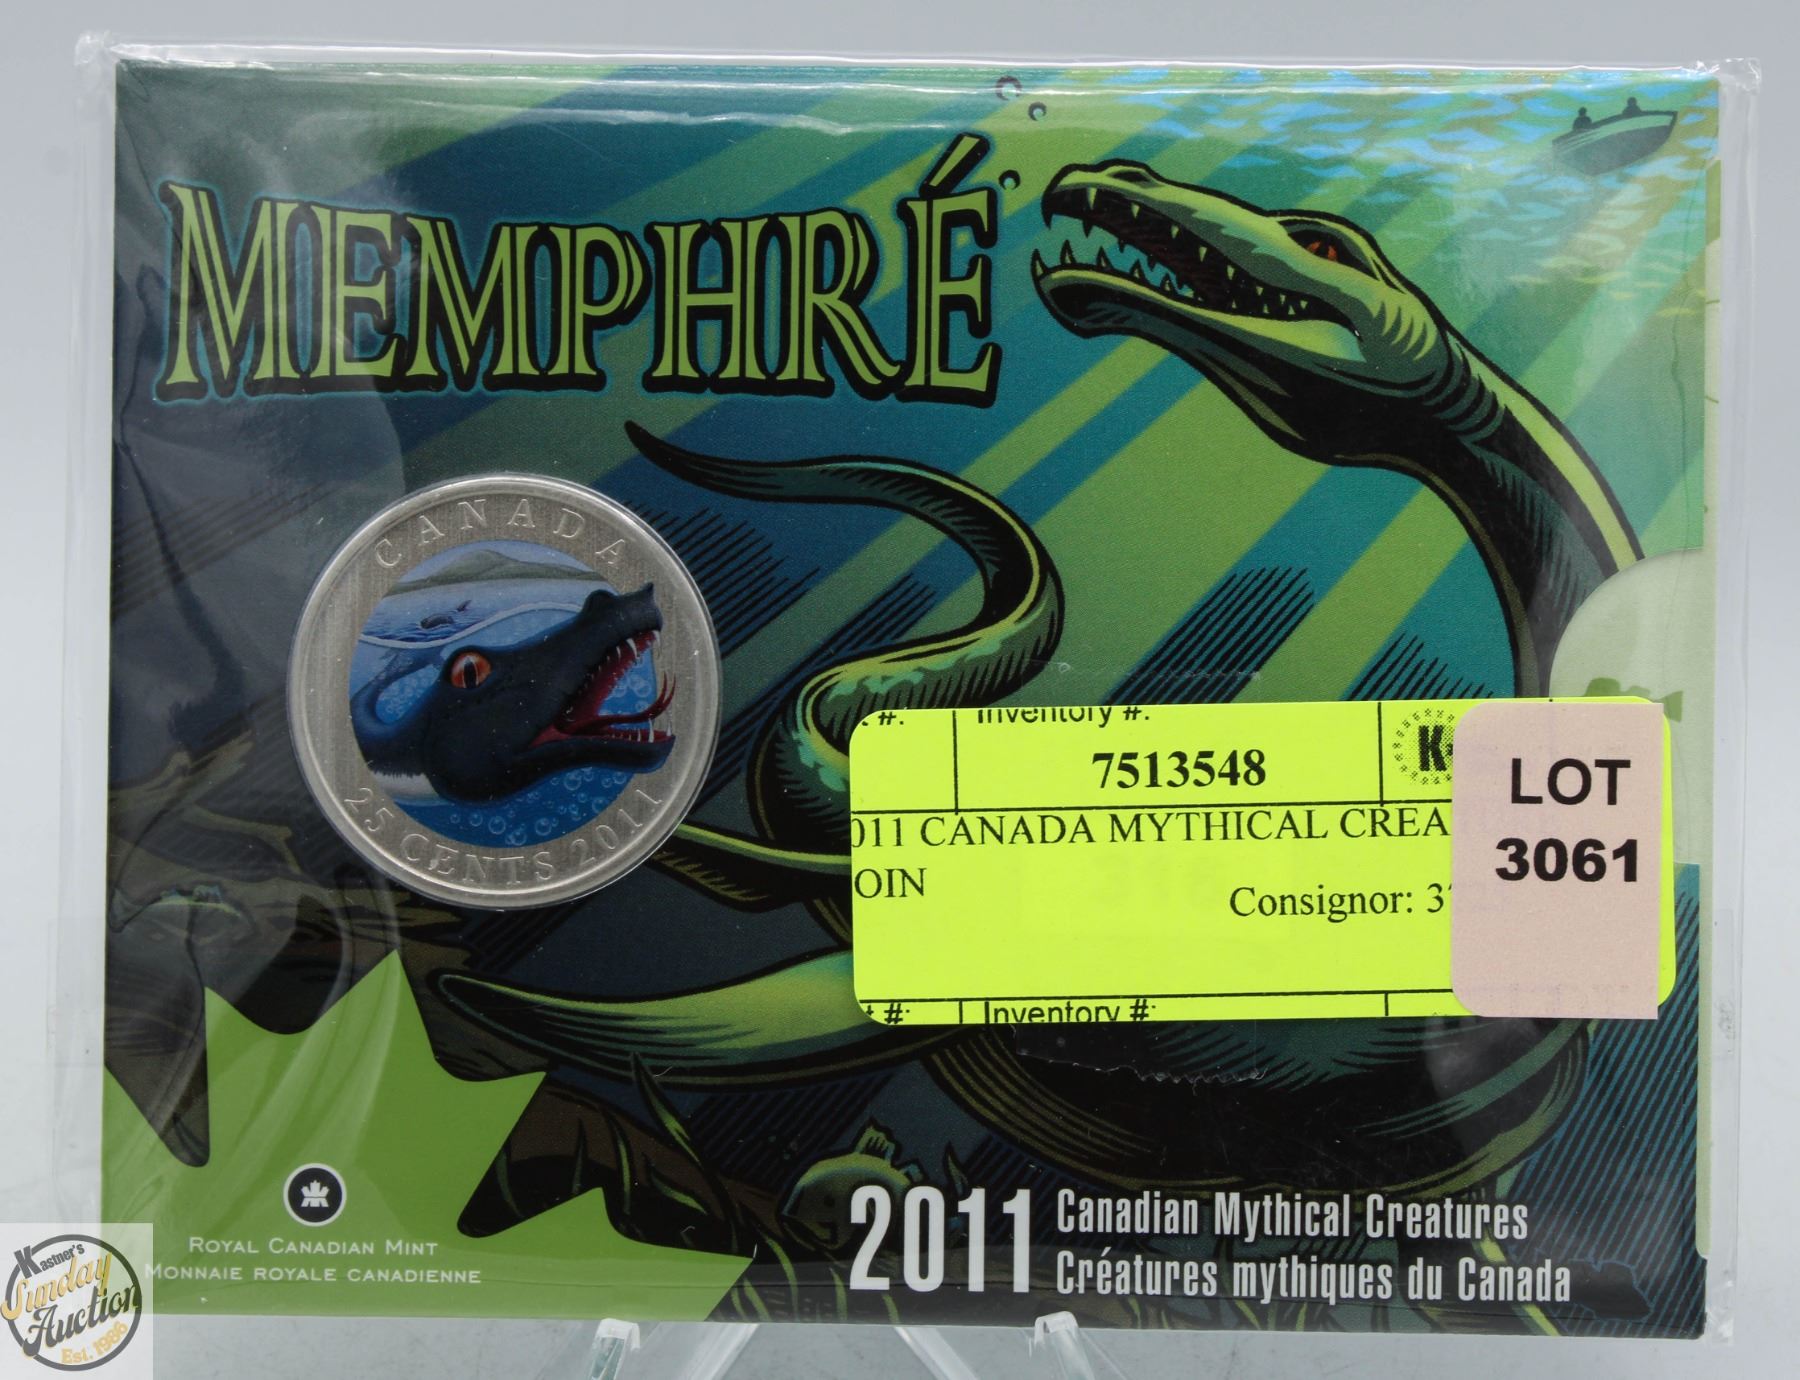 MEMPHRÉ
CANADA
25 CENTS 2011
#: Inventory #:
7513548
K
LOT
3061
011 CANADA MYTHICAL CREA
OIN
Consignor: 3
#: Inventory #:
ROYAL CANADIAN MINT
MONNAIE ROYALE CANADIENNE
2011 Canadian Mythical Creatures
Créatures mythiques du Canada
Kastner's
Sunday
Auction
Est. 1986